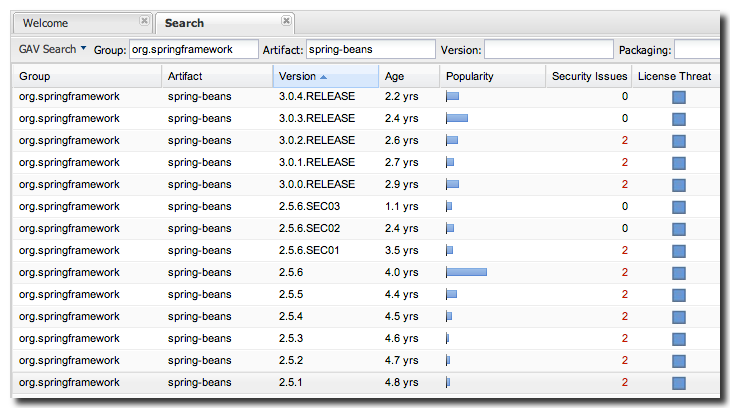 Welcome Search
GAV Search Group: org.springframework Artifact: spring-beans Version: Packaging:
Group Artifact Version Age Popularity Security Issues License Threat
org.springframework spring-beans 3.0.4.RELEASE 2.2 yrs 0
org.springframework spring-beans 3.0.3.RELEASE 2.4 yrs 0
org.springframework spring-beans 3.0.2.RELEASE 2.6 yrs 2
org.springframework spring-beans 3.0.1.RELEASE 2.7 yrs 2
org.springframework spring-beans 3.0.0.RELEASE 2.9 yrs 2
org.springframework spring-beans 2.5.6.SEC03 1.1 yrs 0
org.springframework spring-beans 2.5.6.SEC02 2.4 yrs 0
org.springframework spring-beans 2.5.6.SEC01 3.5 yrs 2
org.springframework spring-beans 2.5.6 4.0 yrs 2
org.springframework spring-beans 2.5.5 4.4 yrs 2
org.springframework spring-beans 2.5.4 4.5 yrs 2
org.springframework spring-beans 2.5.3 4.6 yrs 2
org.springframework spring-beans 2.5.2 4.7 yrs 2
org.springframework spring-beans 2.5.1 4.8 yrs 2